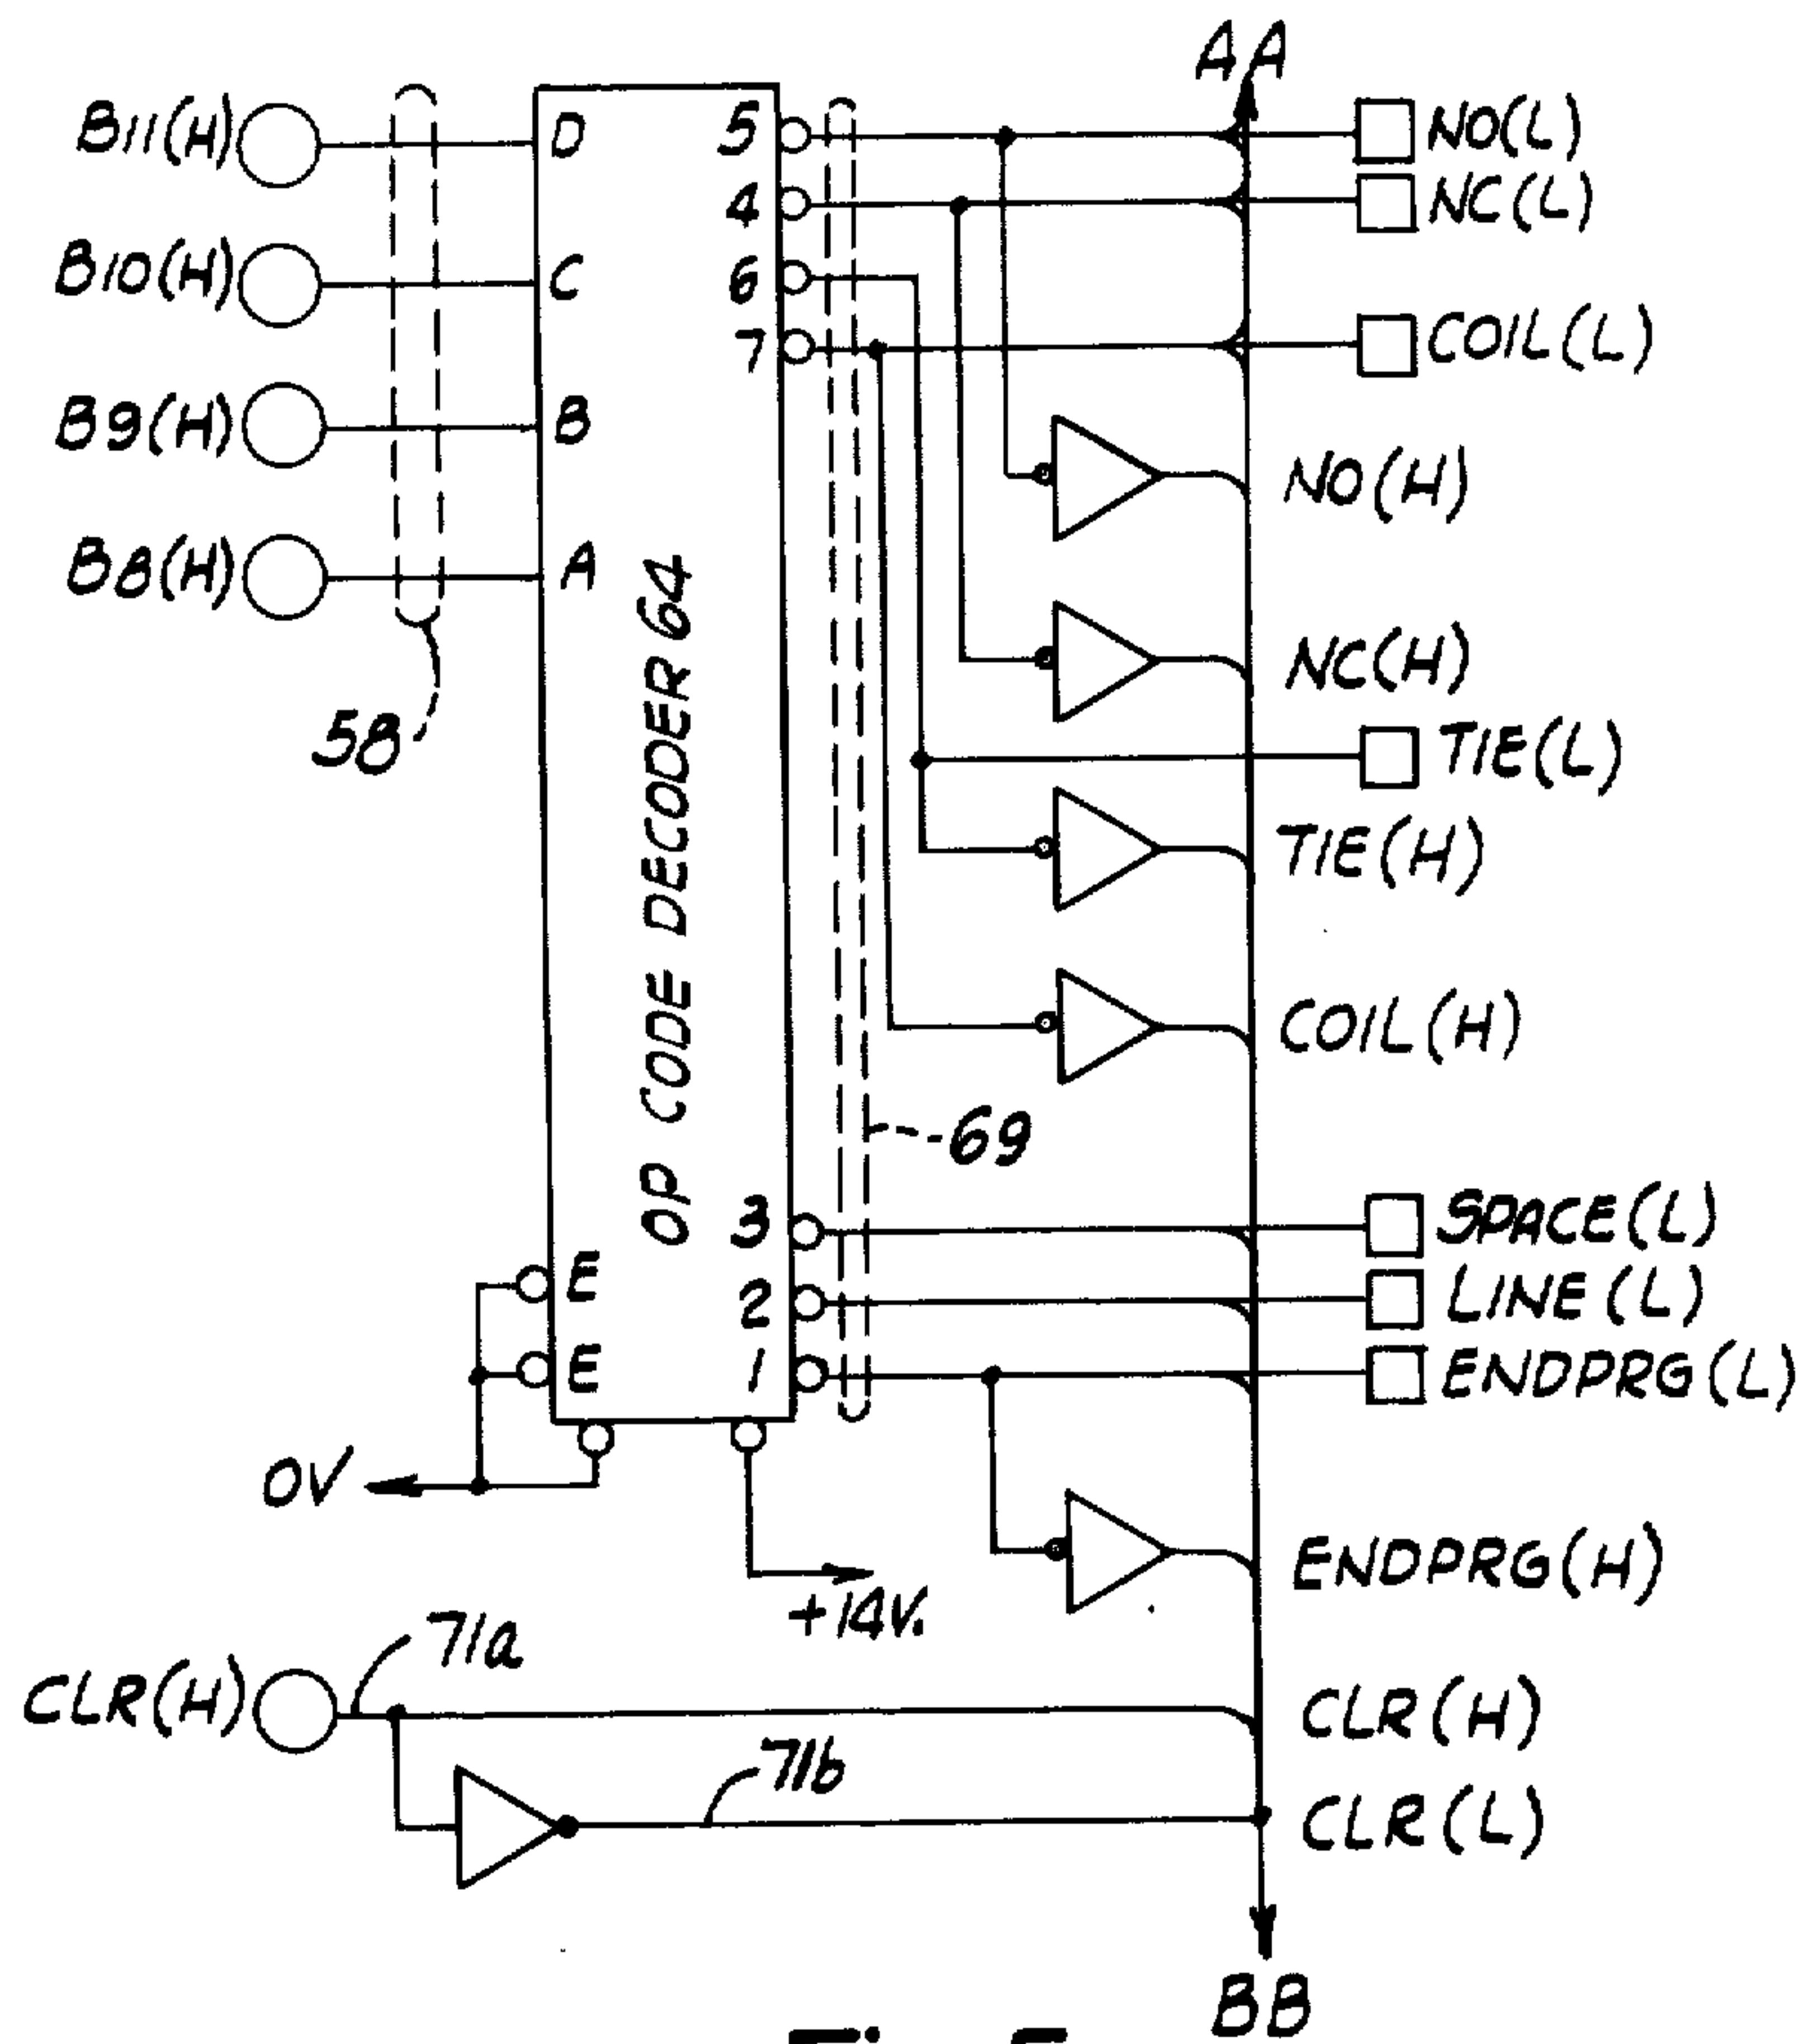 AA
B11(H)
D
5
NO(L)
4
NC(L)
B10(H)
C
6
7
COIL(L)
B9(H)
B
NO(H)
B8(H)
A
OP CODE DECODER 64
58
NC(H)
TIE(L)
TIE(H)
COIL(H)
69
3
SPACE(L)
E
2
LINE(L)
E
1
ENDPRG(L)
0V
+14V.
ENDPRG(H)
71a
CLR(H)
CLR(H)
71b
CLR(L)
BB